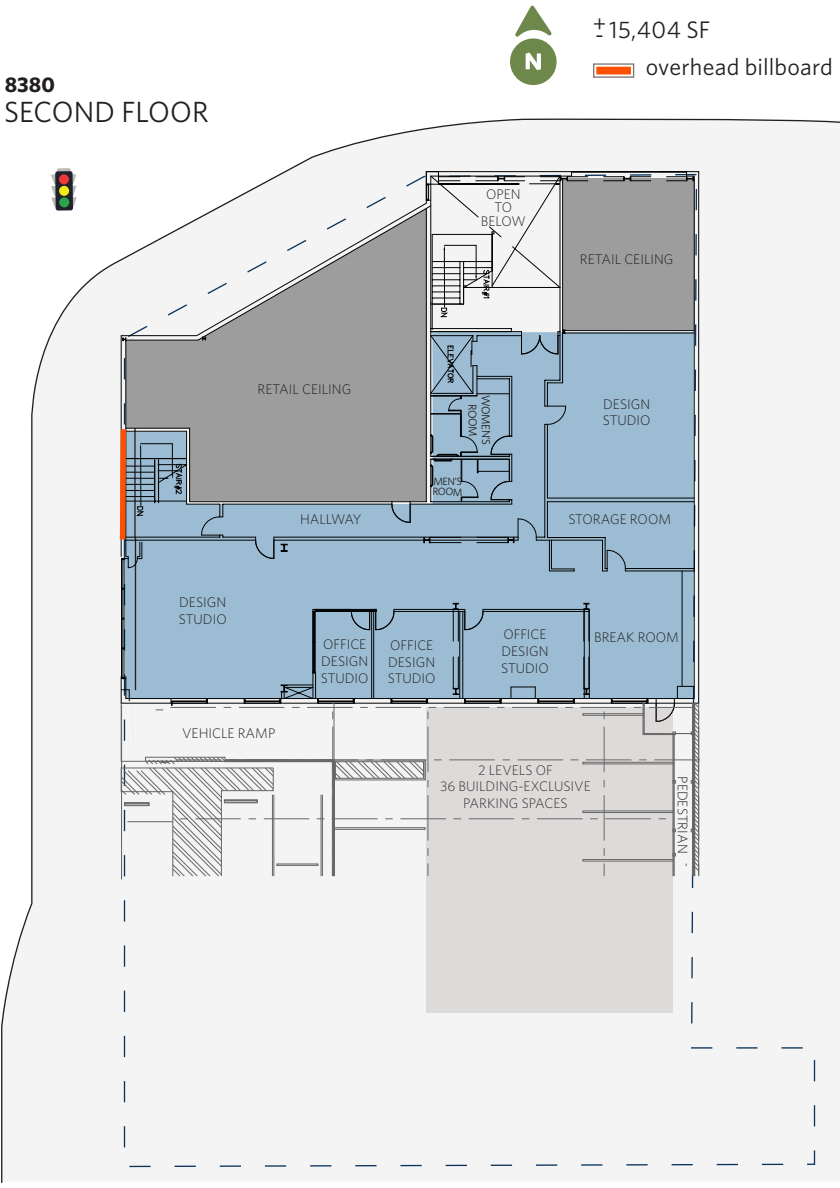 ± 15,404 SF
N
overhead billboard
8380
SECOND FLOOR
OPEN
TO
BELOW
RETAIL CEILING
STAIR#1
DN
ELEVATOR
RETAIL CEILING
WOMEN'S
ROOM
DESIGN
STUDIO
STAIR#2
DN
MEN'S
ROOM
HALLWAY
STORAGE ROOM
DESIGN
STUDIO
OFFICE
DESIGN
STUDIO
OFFICE
DESIGN
STUDIO
OFFICE
DESIGN
STUDIO
BREAK ROOM
VEHICLE RAMP
2 LEVELS OF
36 BUILDING-EXCLUSIVE
PARKING SPACES
PEDESTRIAN